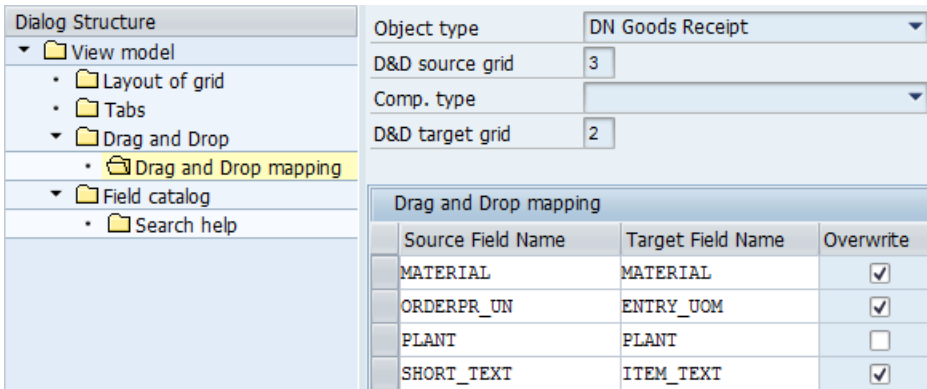 Dialog Structure
View model
Layout of grid
Tabs
Drag and Drop
Drag and Drop mapping
Field catalog
Search help
Object type DN Goods Receipt
D&D source grid 3
Comp. type
D&D target grid 2
Drag and Drop mapping
Source Field Name Target Field Name Overwrite
MATERIAL MATERIAL
ORDERPR_UN ENTRY_UOM
PLANT PLANT
SHORT_TEXT ITEM_TEXT